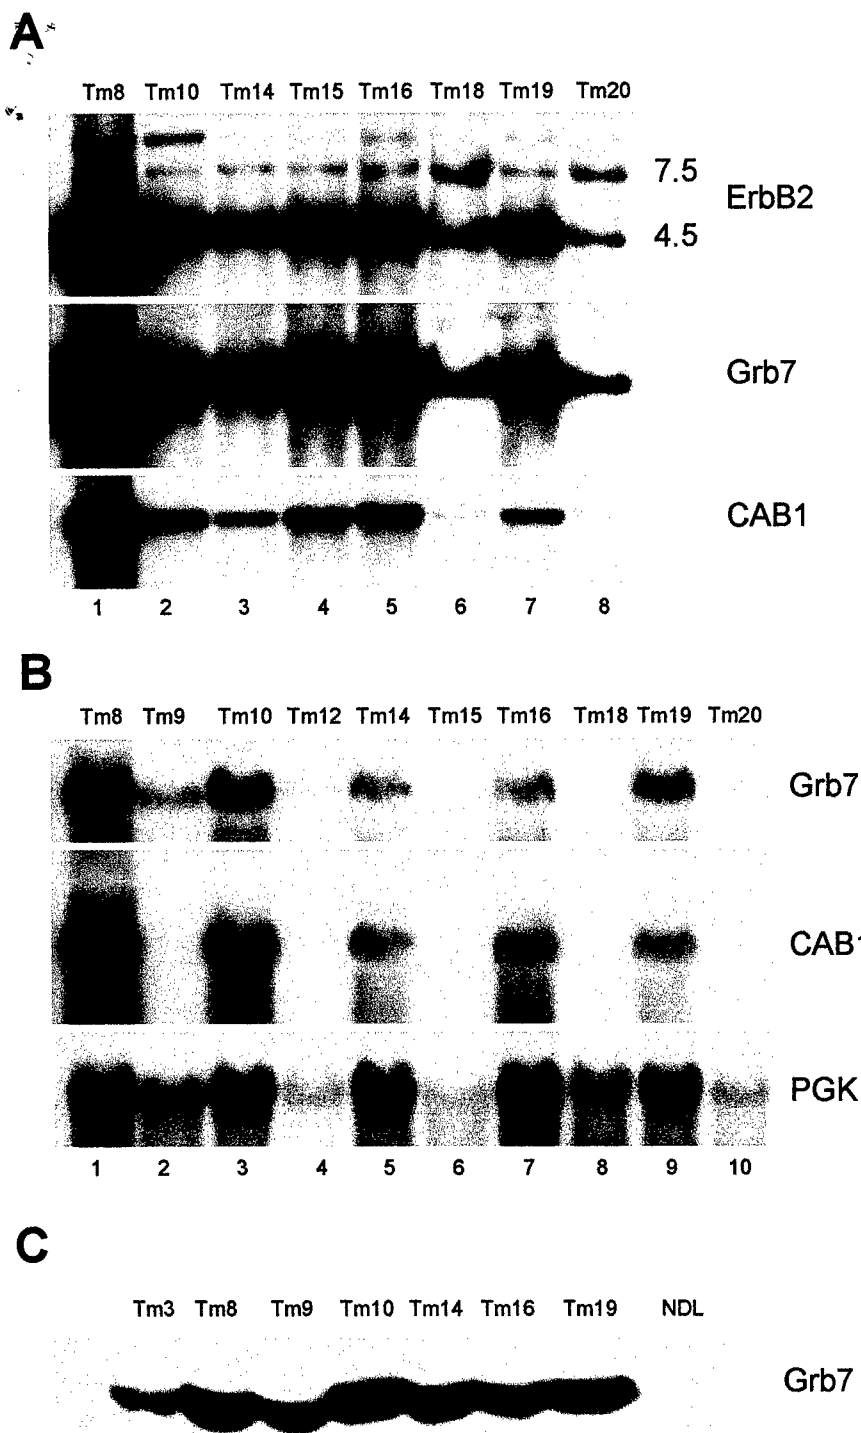 A
Tm8 Tm10 Tm14 Tm15 Tm16 Tm18 Tm19 Tm20
7.5
ErbB2
4.5
Grb7
CAB1
1 2 3 4 5 6 7 8
B
Tm8 Tm9 Tm10 Tm12 Tm14 Tm15 Tm16 Tm18 Tm19 Tm20
Grb7
CAB1
PGK
1 2 3 4 5 6 7 8 9 10
C
Tm3 Tm8 Tm9 Tm10 Tm14 Tm16 Tm19 NDL
Grb7